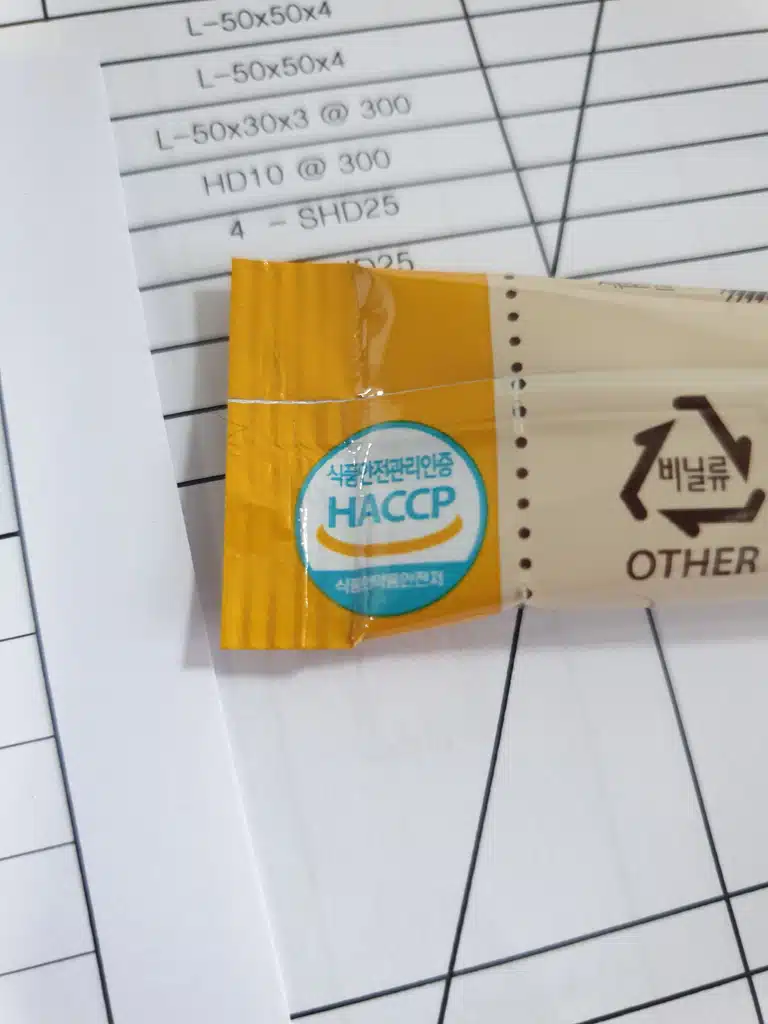 L-50x50x4
L-50x50x4
L-50x30x3 @ 300
HD10 @ 300
4 - SHD25
식품안전관리인증
HACCP
식품의약품안전처
비닐류
OTHER